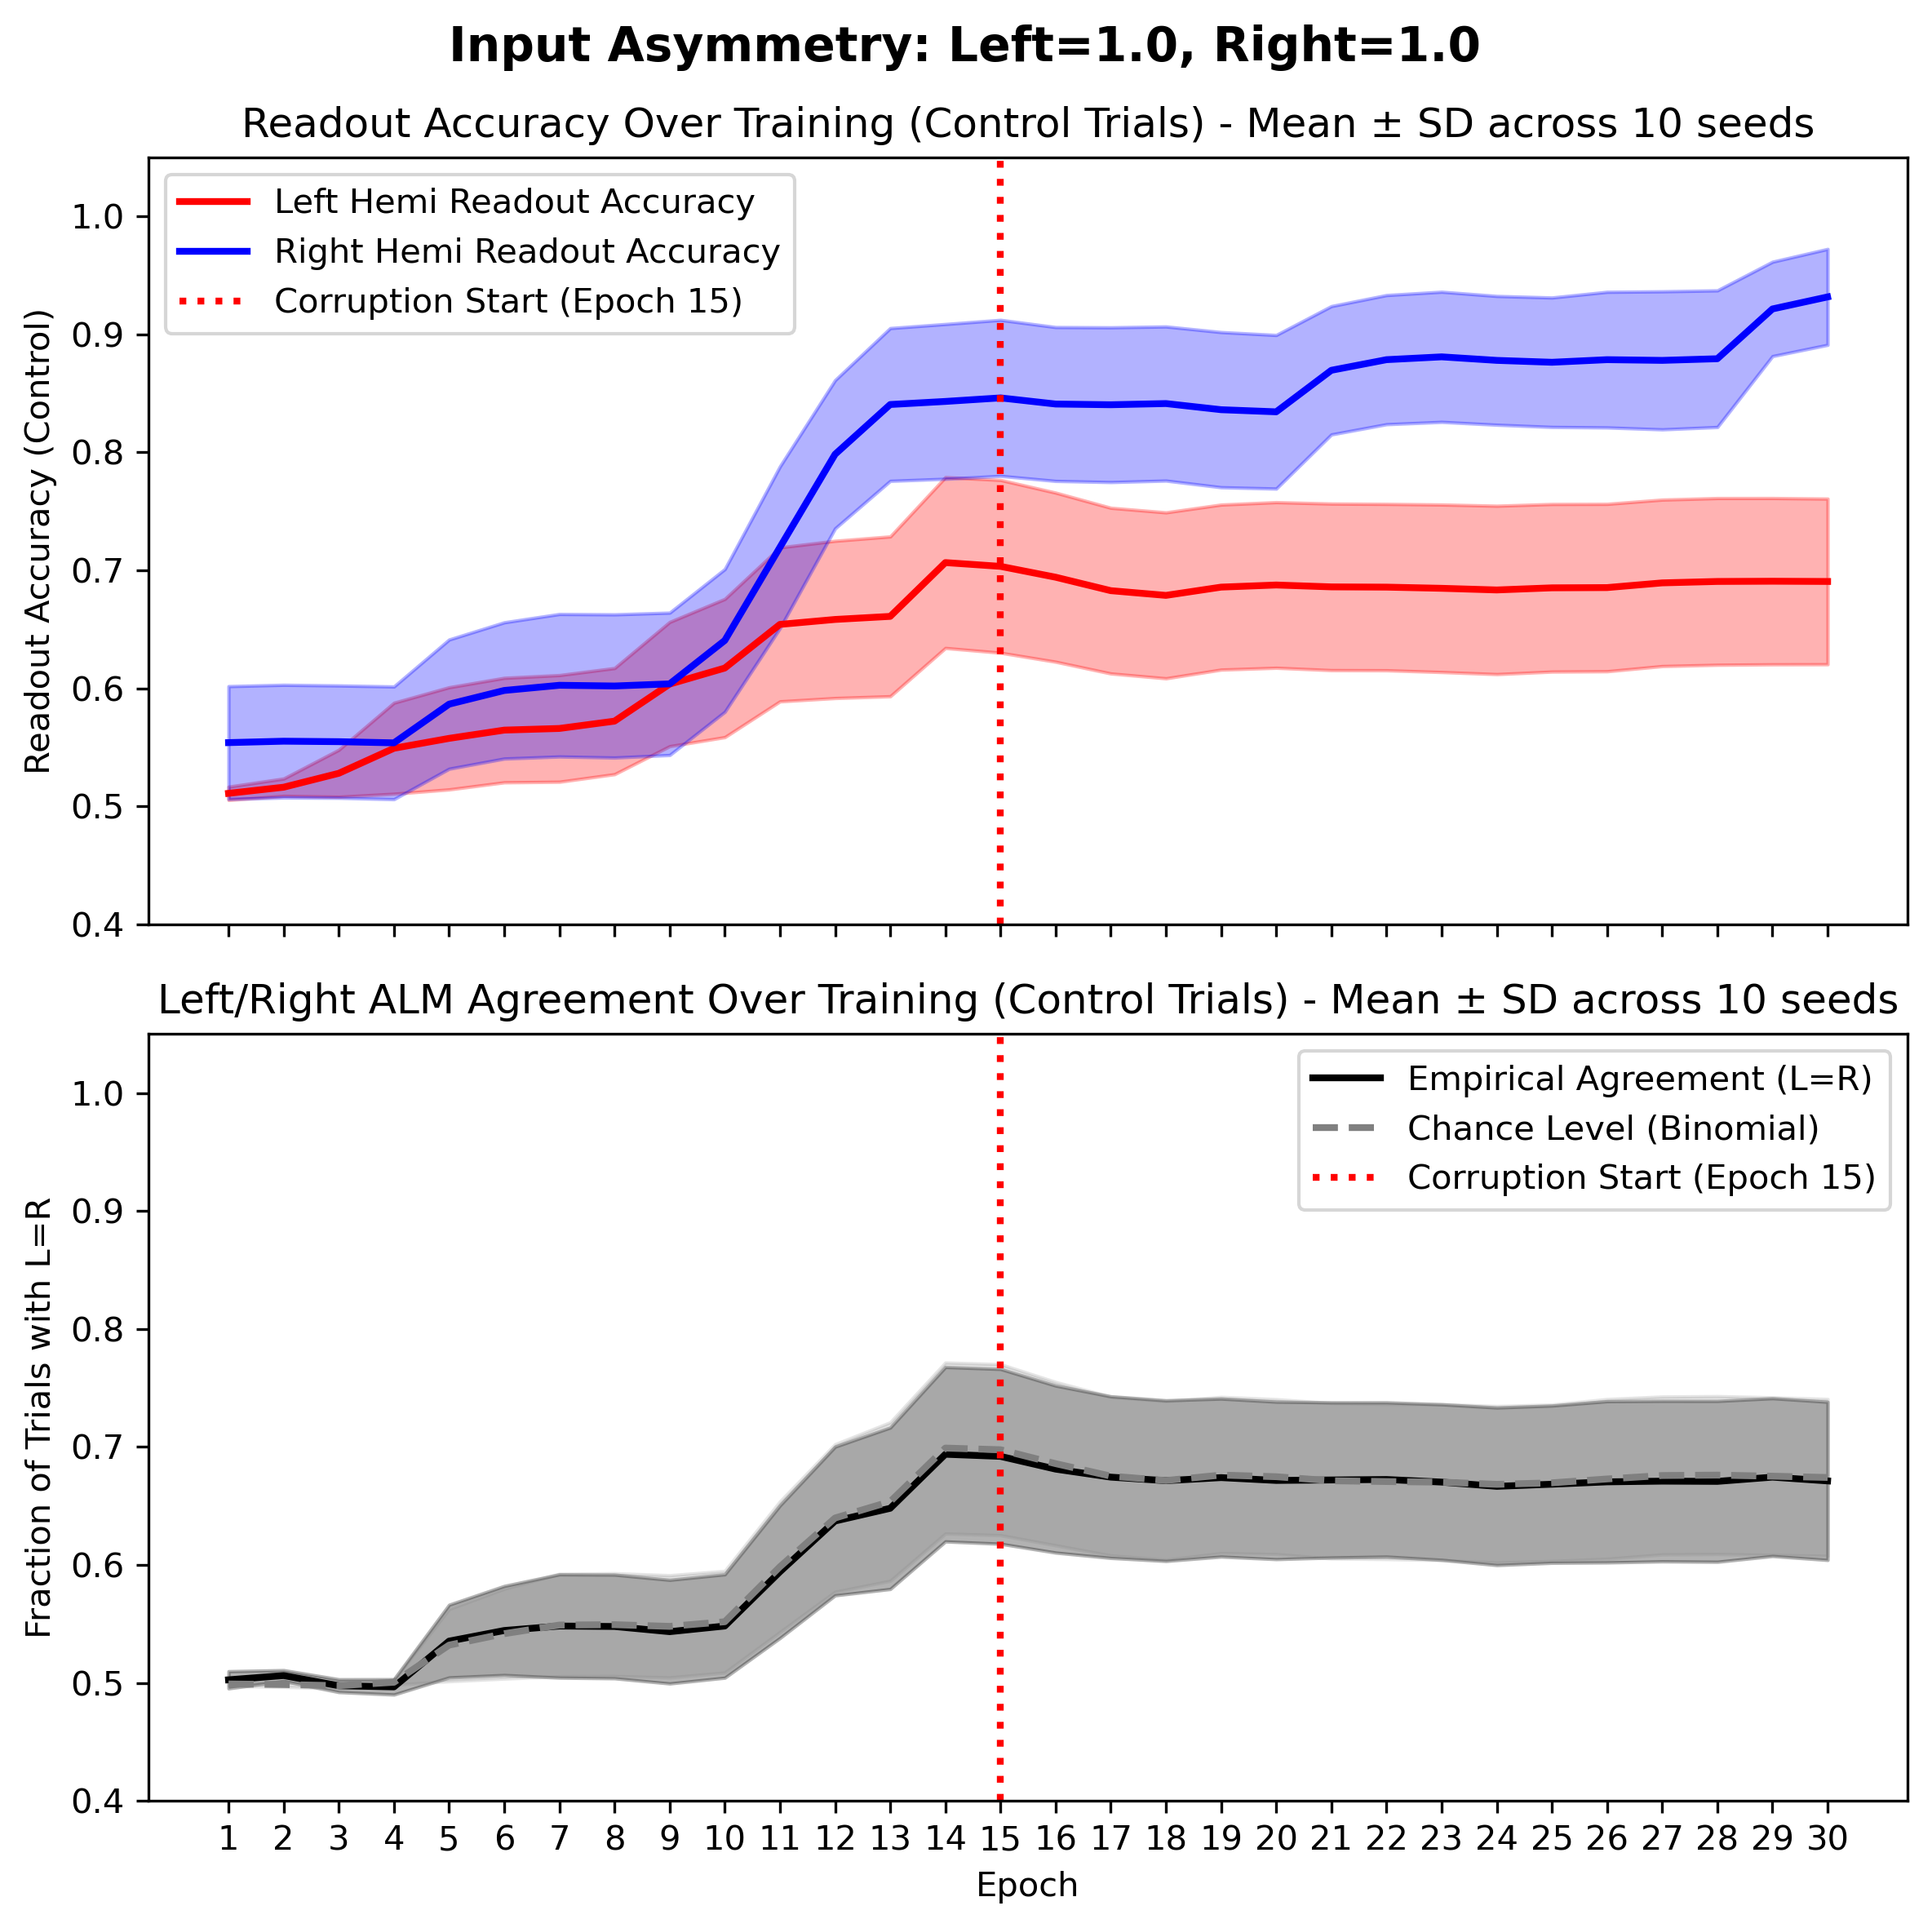 Input Asymmetry: Left=1.0, Right=1.0
Readout Accuracy Over Training (Control Trials) - Mean ± SD across 10 seeds
Left Hemi Readout Accuracy
Right Hemi Readout Accuracy
Corruption Start (Epoch 15)
Readout Accuracy (Control)
1.0
0.9
0.8
0.7
0.6
0.5
0.4
Left/Right ALM Agreement Over Training (Control Trials) - Mean ± SD across 10 seeds
Empirical Agreement (L=R)
Chance Level (Binomial)
Corruption Start (Epoch 15)
Fraction of Trials with L=R
1.0
0.9
0.8
0.7
0.6
0.5
0.4
1 2 3 4 5 6 7 8 9 10 11 12 13 14 15 16 17 18 19 20 21 22 23 24 25 26 27 28 29 30
Epoch